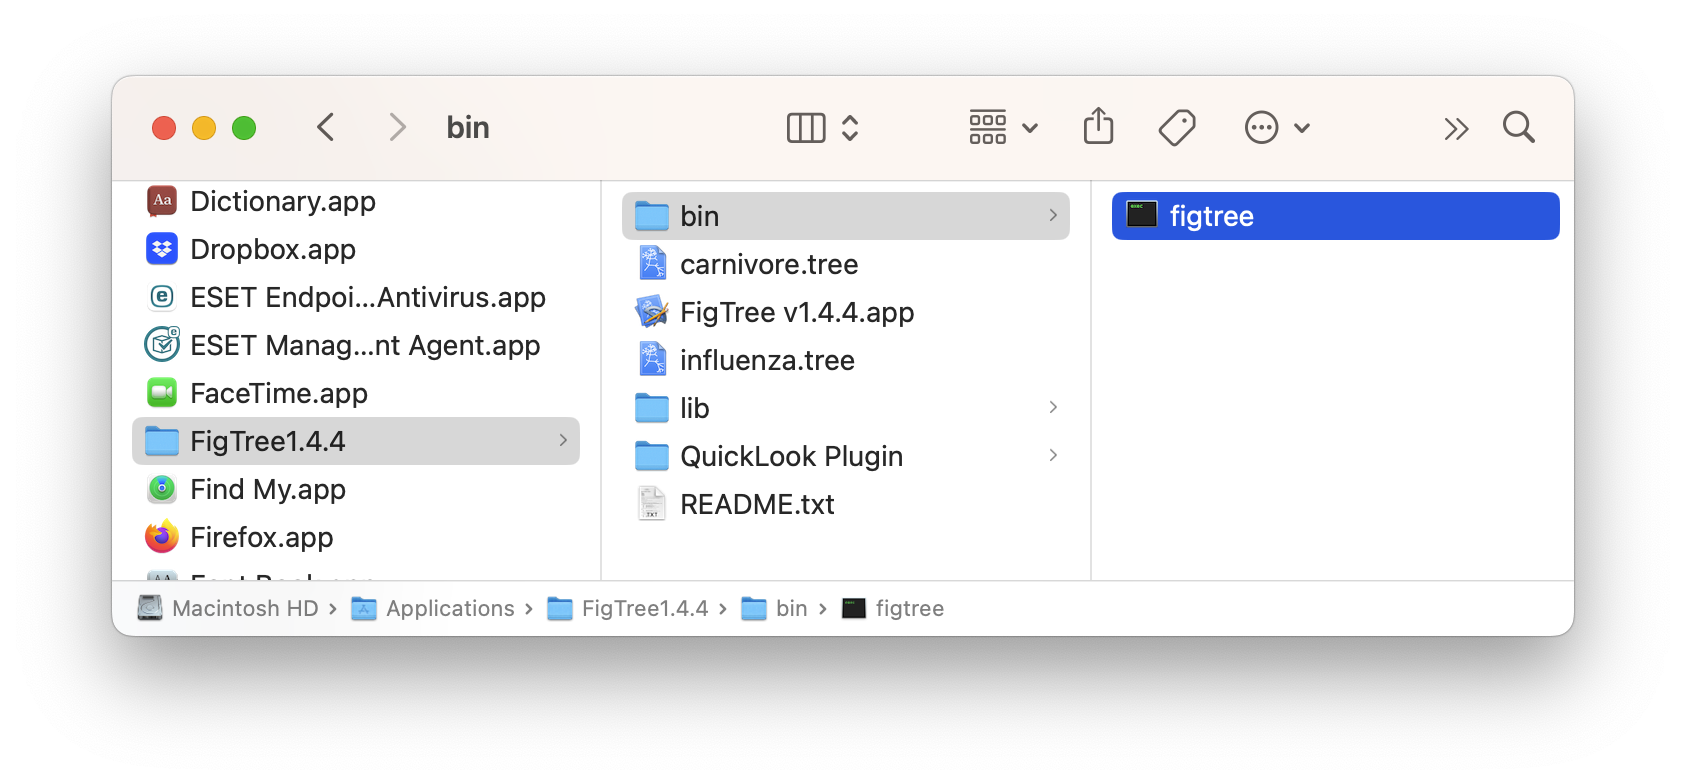 bin
Dictionary.app
Dropbox.app
ESET Endpoi...Antivirus.app
ESET Manag...nt Agent.app
FaceTime.app
FigTree1.4.4
Find My.app
Firefox.app
bin
carnivore.tree
FigTree v1.4.4.app
influenza.tree
lib
QuickLook Plugin
README.txt
figtree
Macintosh HD › Applications › FigTree1.4.4 › bin › figtree